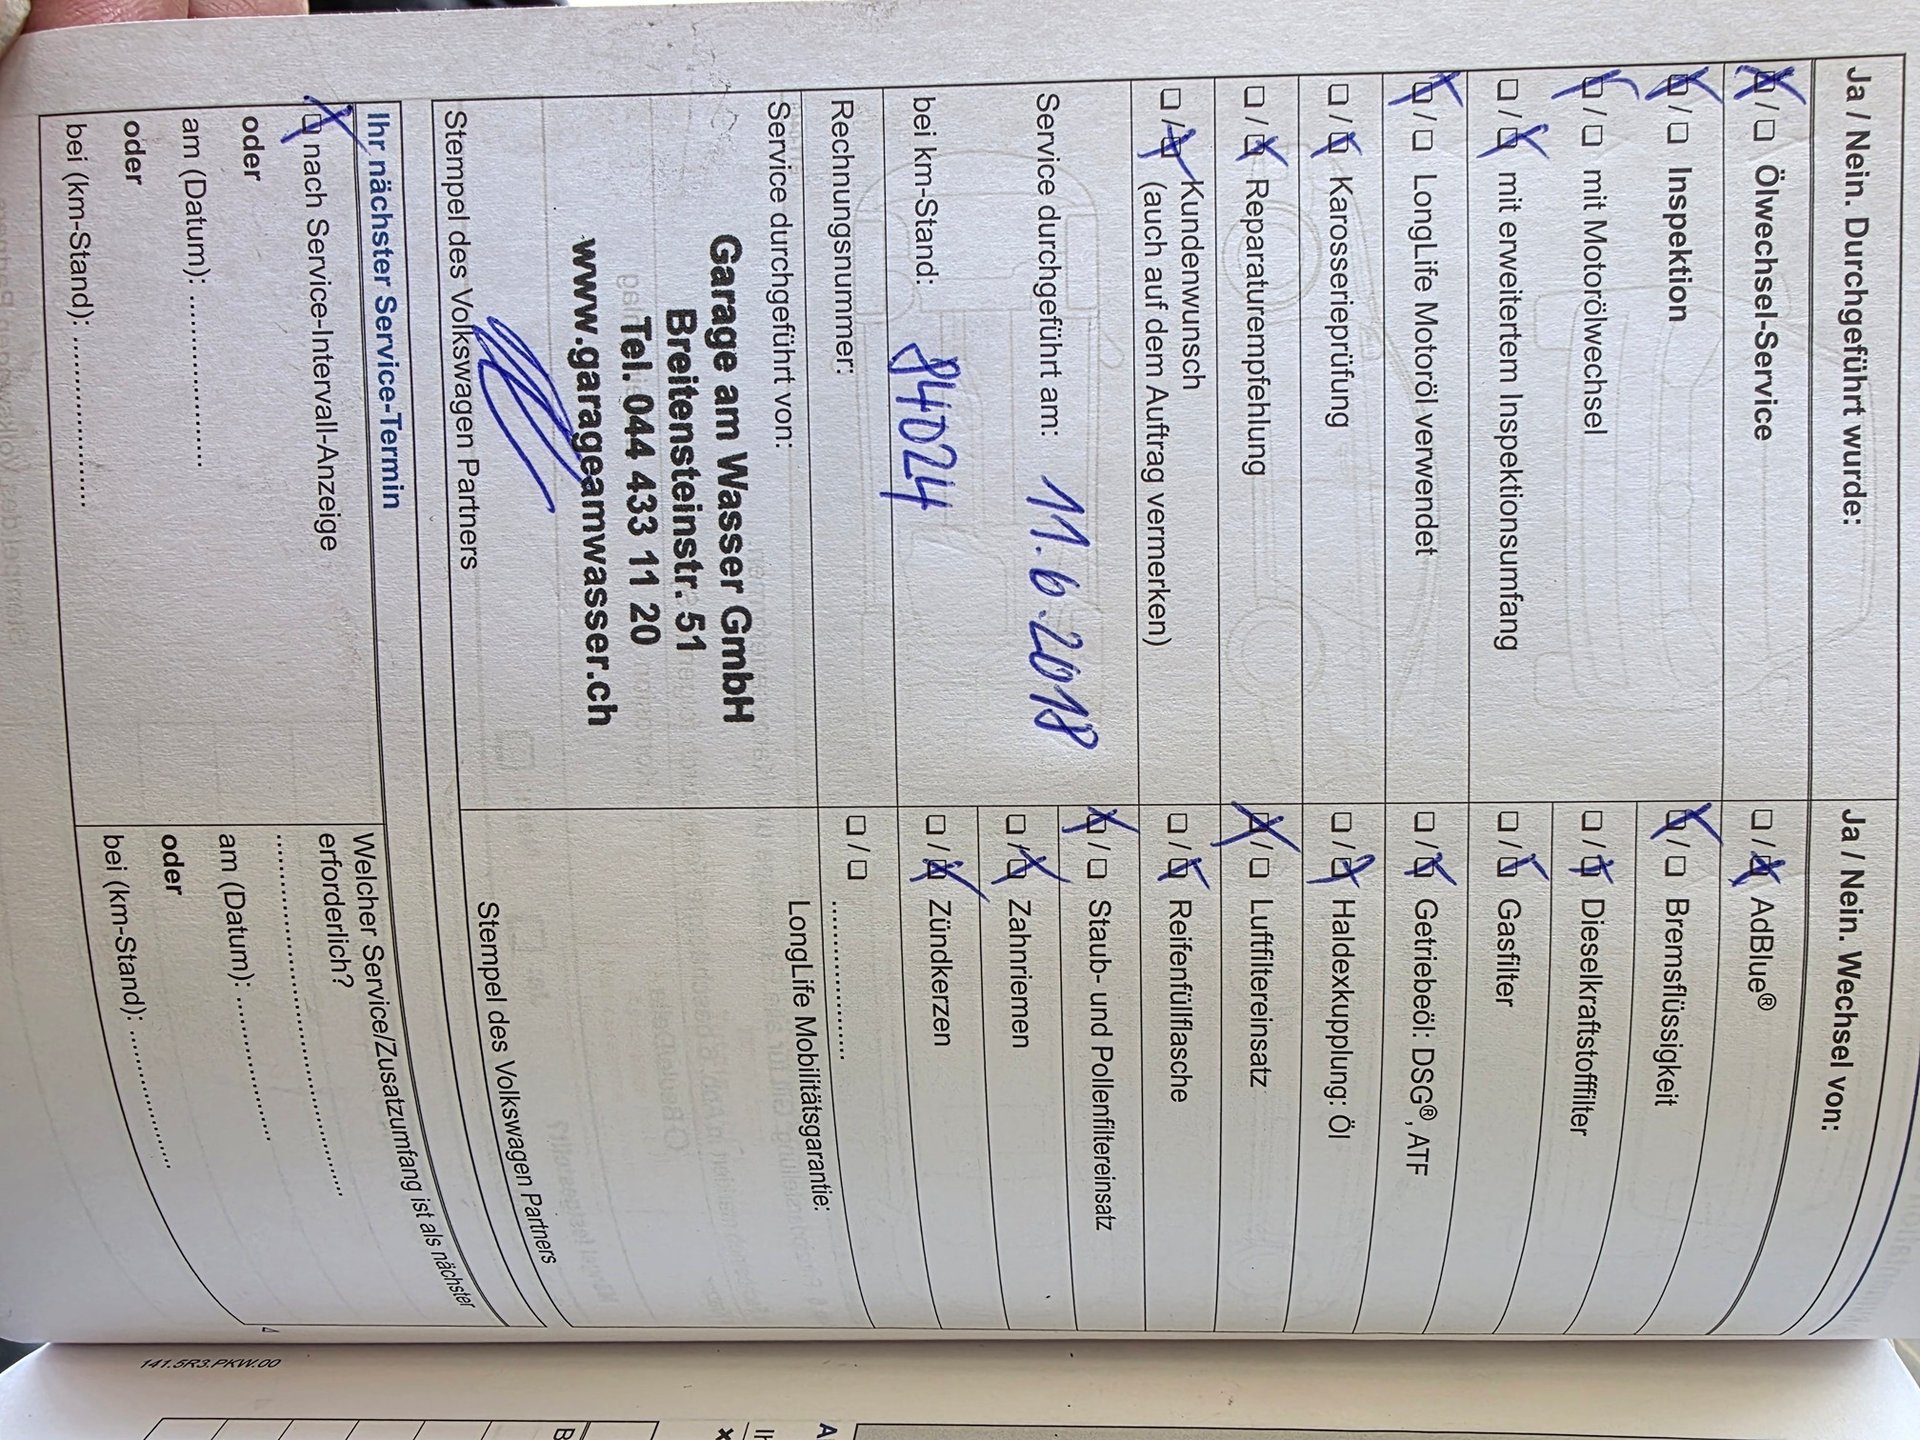 Ja / Nein. Durchgeführt wurde:
☒ / ☐ Ölwechsel-Service
☒ / ☐ Inspektion
☒ / ☐ mit Motorölwechsel
☐ / ☒ mit erweitertem Inspektionsumfang
☒ / ☐ LongLife Motoröl verwendet
☐ / ☒ Karosserieprüfung
☐ / ☒ Reparaturempfehlung
☐ / ☒ Kundenwunsch
(auch auf dem Auftrag vermerken)
Service durchgeführt am: 11.6.2018
bei km-Stand: 84024
Rechnungsnummer:
Service durchgeführt von:
Garage am Wasser GmbH
Breitensteinstr. 51
Tel. 044 433 11 20
www.garageamwasser.ch
Stempel des Volkswagen Partners
Ja / Nein. Wechsel von:
☐ / ☒ AdBlue®
☒ / ☐ Bremsflüssigkeit
☐ / ☒ Dieselkraftstofffilter
☐ / ☒ Gasfilter
☐ / ☒ Getriebeöl: DSG®, ATF
☐ / ☒ Haldexkupplung: Öl
☒ / ☐ Luftfiltereinsatz
☐ / ☒ Reifenfüllflasche
☒ / ☐ Staub- und Pollenfiltereinsatz
☐ / ☒ Zahnriemen
☐ / ☒ Zündkerzen
☐ / ☐ ....................
LongLife Mobilitätsgarantie:
Stempel des Volkswagen Partners
Ihr nächster Service-Termin
☒ nach Service-Intervall-Anzeige
oder
am (Datum): ......................
oder
bei (km-Stand): ......................
Welcher Service/Zusatzumfang ist als nächster
erforderlich?
..............................................
am (Datum): ..................
oder
bei (km-Stand): ..................
141.5R3.PKW.00